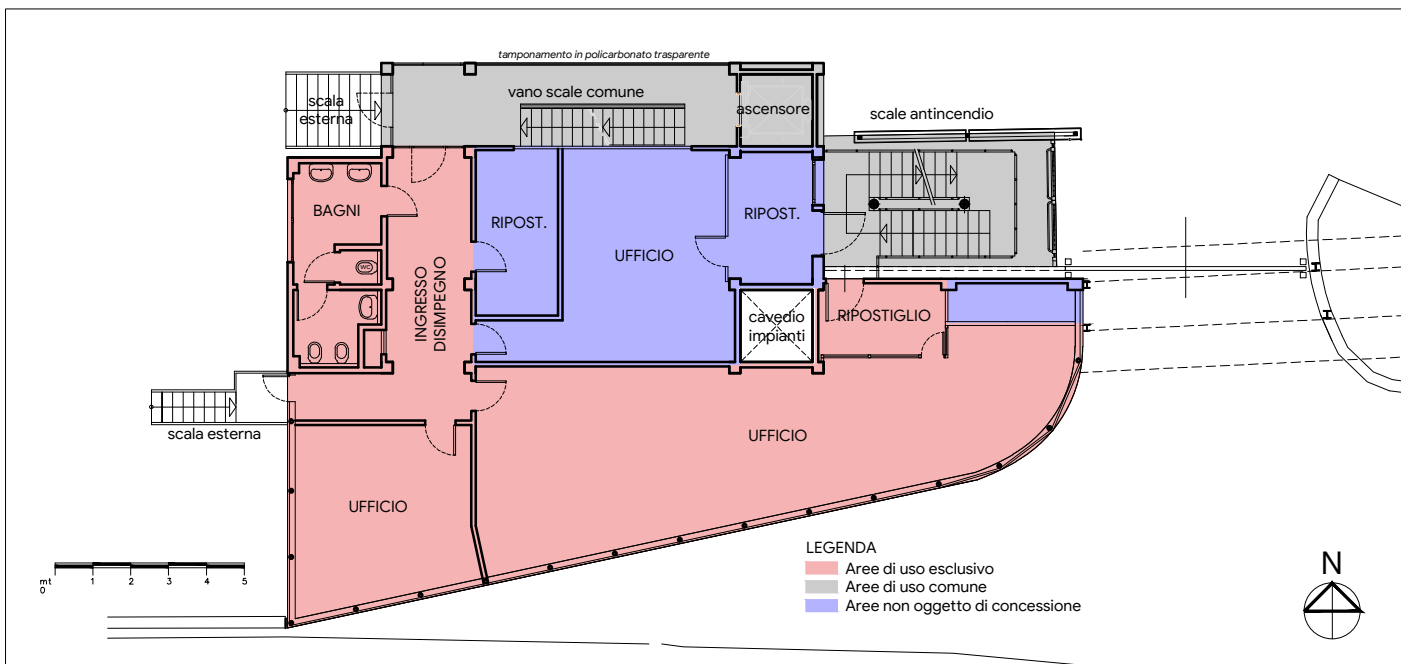 tamponamento in policarbonato trasparente
scala
esterna
vano scale comune
ascensore
scale antincendio
BAGNI
WC
INGRESSO
DISIMPEGNO
RIPOST.
UFFICIO
RIPOST.
cavedio
impianti
RIPOSTIGLIO
scala esterna
UFFICIO
UFFICIO
mt
0 1 2 3 4 5
LEGENDA
Aree di uso esclusivo
Aree di uso comune
Aree non oggetto di concessione
N